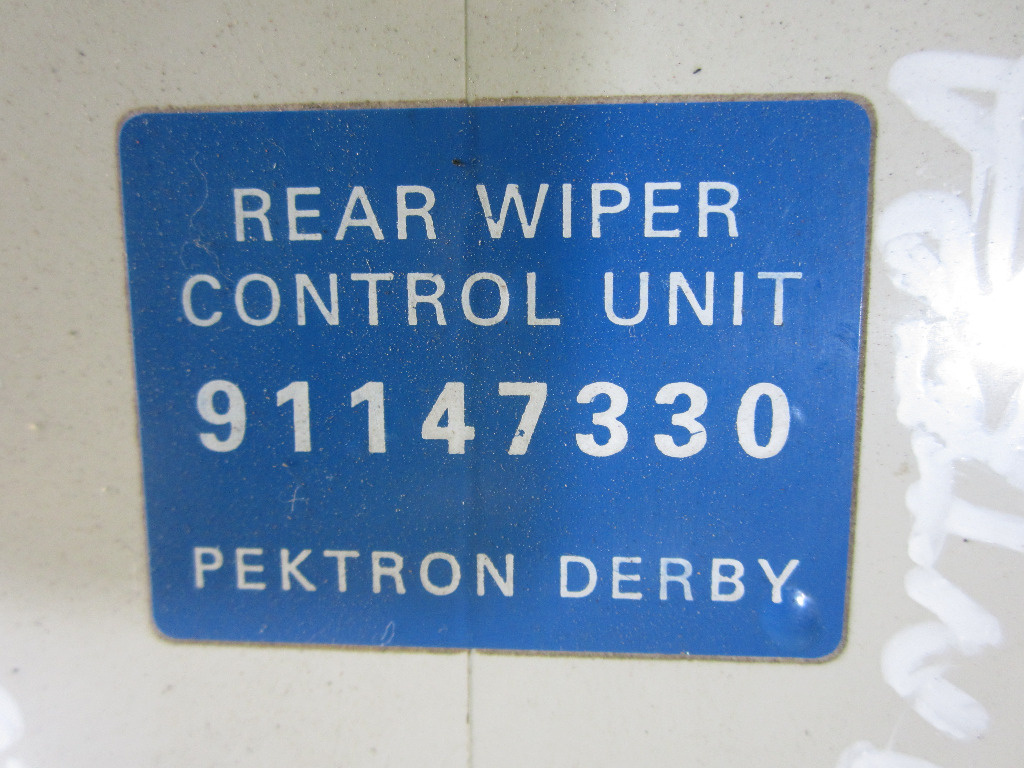 REAR WIPER
CONTROL UNIT
91147330
PEKTRON DERBY